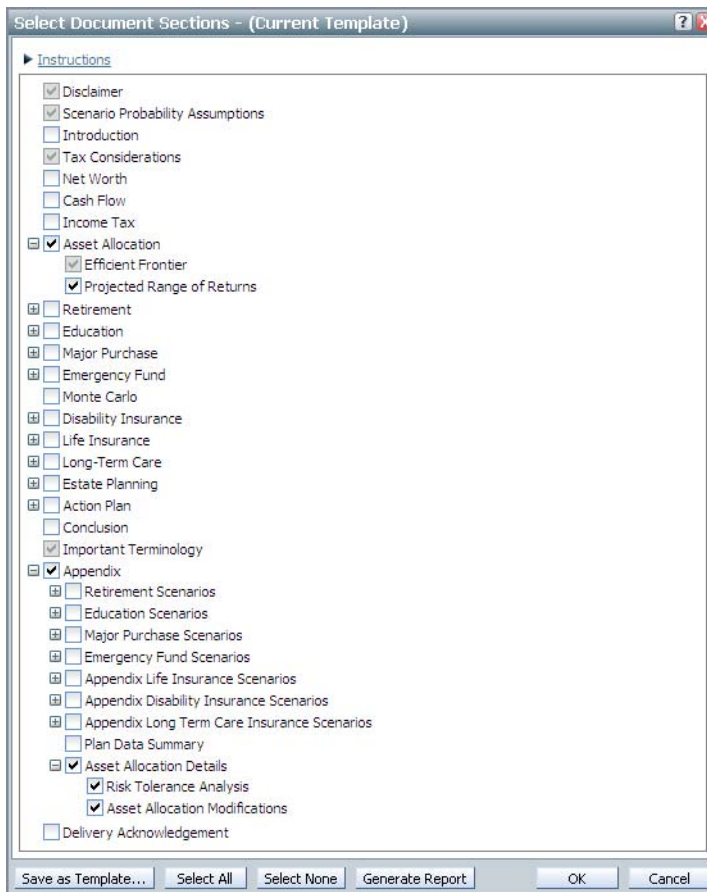 Select Document Sections - (Current Template)
Instructions
Disclaimer
Scenario Probability Assumptions
Introduction
Tax Considerations
Net Worth
Cash Flow
Income Tax
Asset Allocation
Efficient Frontier
Projected Range of Returns
Retirement
Education
Major Purchase
Emergency Fund
Monte Carlo
Disability Insurance
Life Insurance
Long-Term Care
Estate Planning
Action Plan
Conclusion
Important Terminology
Appendix
Retirement Scenarios
Education Scenarios
Major Purchase Scenarios
Emergency Fund Scenarios
Appendix Life Insurance Scenarios
Appendix Disability Insurance Scenarios
Appendix Long Term Care Insurance Scenarios
Plan Data Summary
Asset Allocation Details
Risk Tolerance Analysis
Asset Allocation Modifications
Delivery Acknowledgement
Save as Template... Select All Select None Generate Report OK Cancel